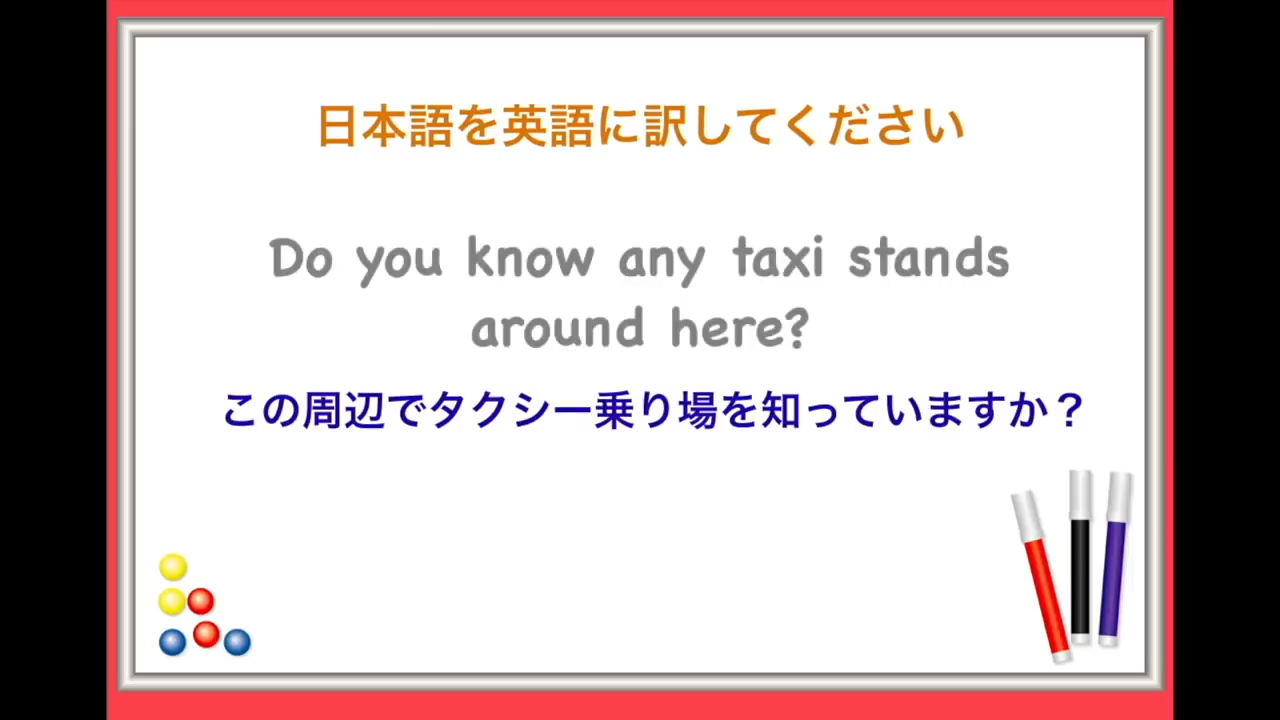 日本語を英語に訳してください
Do you know any taxi stands
around here?
この周辺でタクシー乗り場を知っていますか？